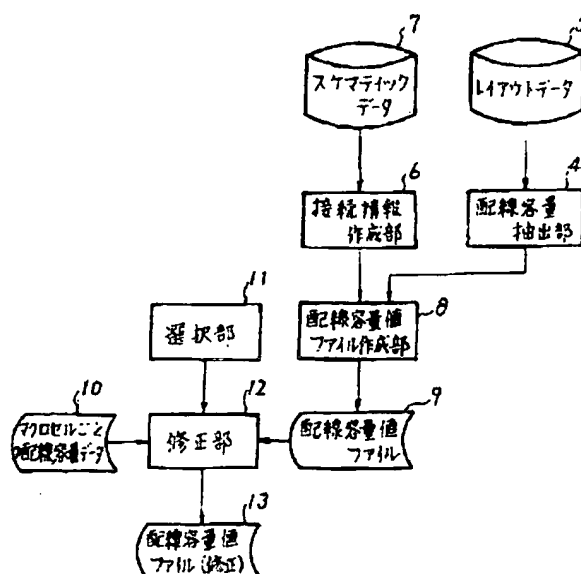 7
スケマティック
データ
レイアウトデータ
6
接続情報
作成部
4
配線容量
抽出部
11
選択部
8
配線容量値
ファイル作成部
10
マクロセルごと
の配線容量データ
12
修正部
9
配線容量値
ファイル
13
配線容量値
ファイル(修正)